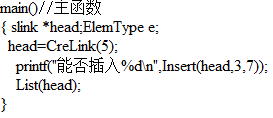 main()//主函数
{ slink *head;ElemType e;
head=CreLink(5);
printf("能否插入%d\n",Insert(head,3,7));
List(head);
}